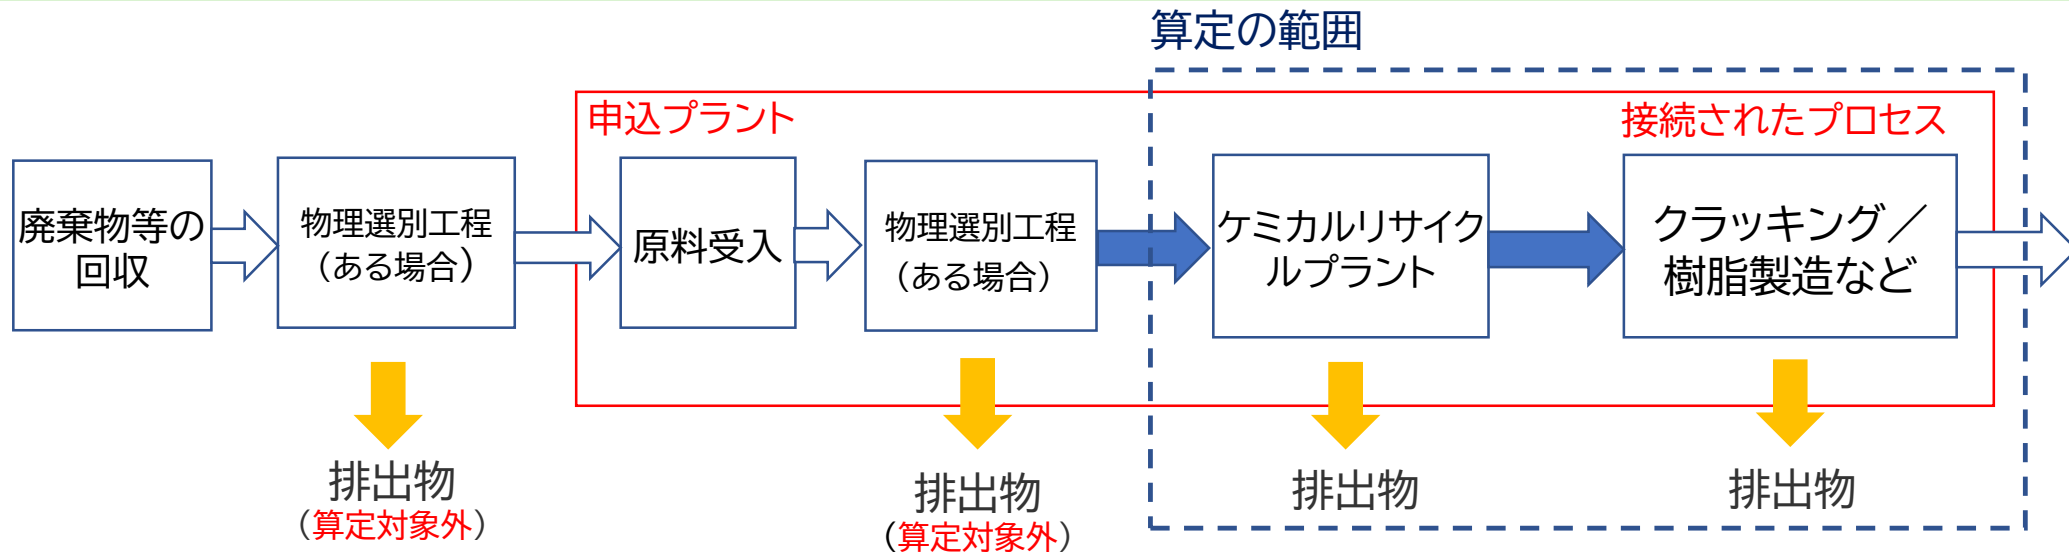 算定の範囲
申込プラント
接続されたプロセス
廃棄物等の
回収
物理選別工程
（ある場合）
原料受入
物理選別工程
（ある場合）
ケミカルリサイク
ルプラント
クラッキング／
樹脂製造など
排出物
（算定対象外）
排出物
（算定対象外）
排出物
排出物